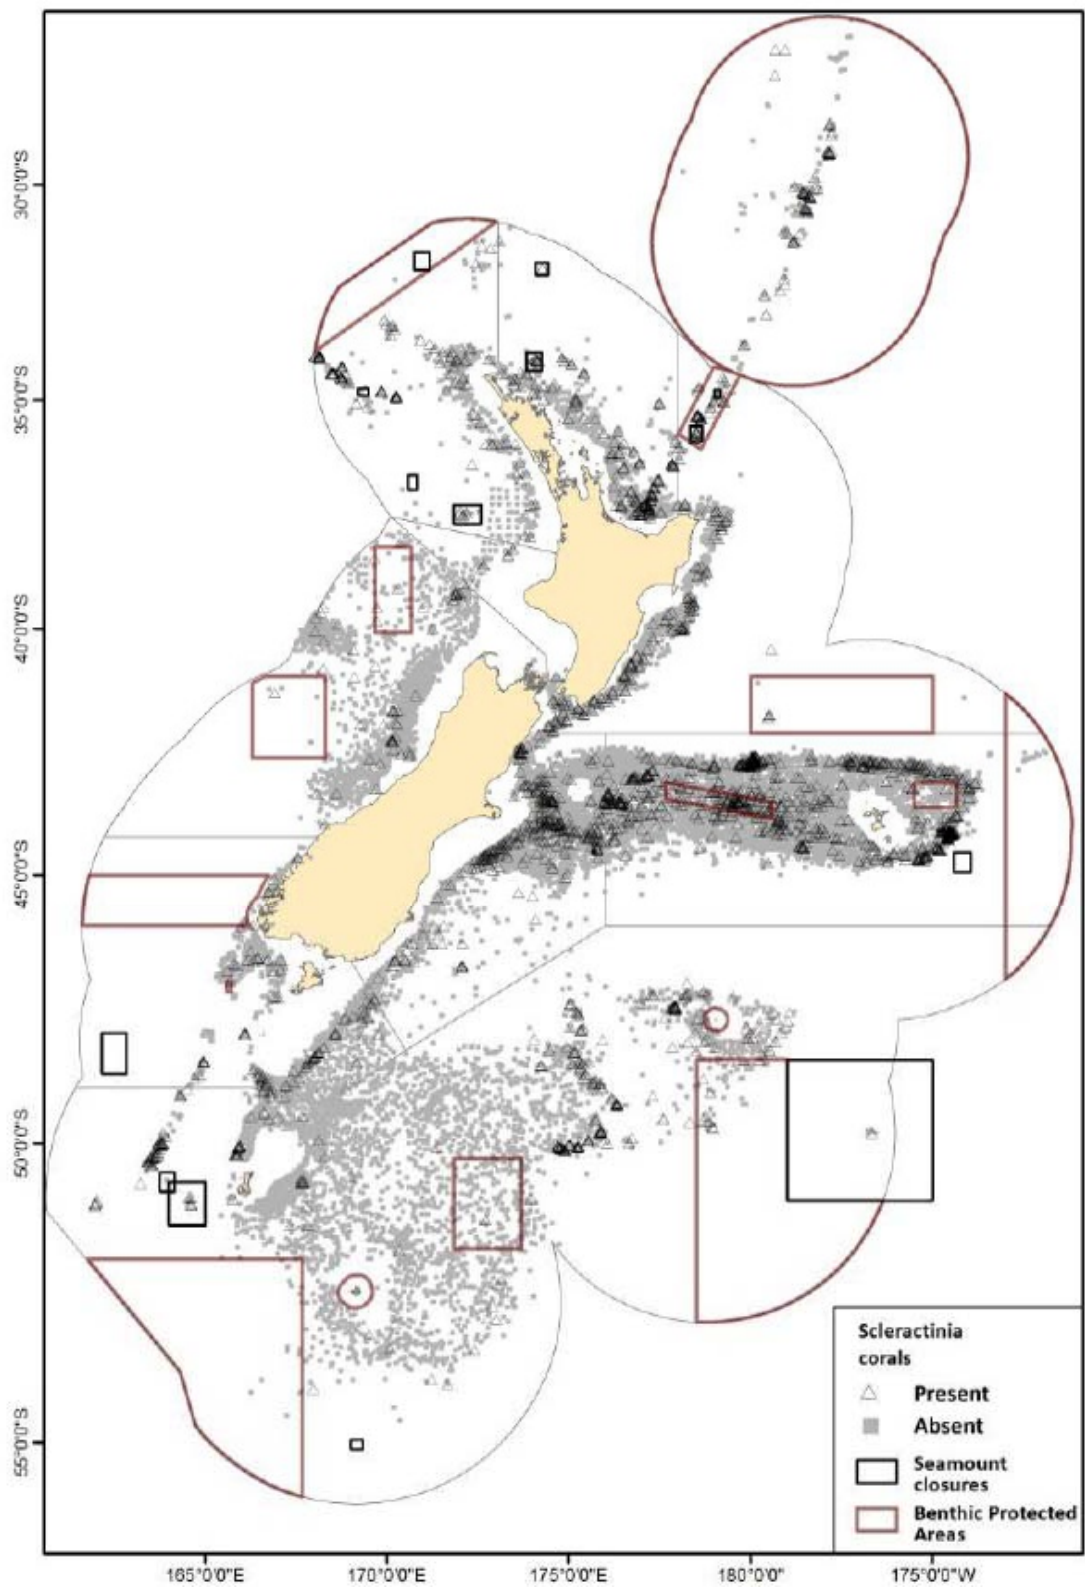 30°0'0"S
35°0'0"S
40°0'0"S
45°0'0"S
50°0'0"S
55°0'0"S
Scleractinia
corals
Present
Absent
Seamount
closures
Benthic Protected
Areas
165°0'0"E
170°0'0"E
175°0'0"E
180°0'0"
175°0'0"W